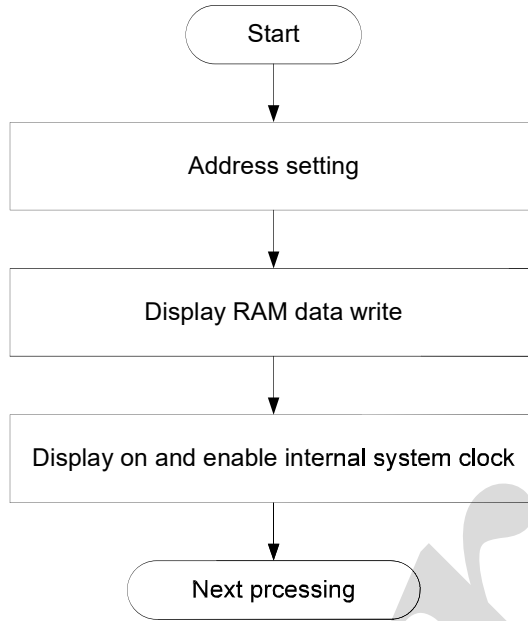 Start
Address setting
Display RAM data write
Display on and enable internal system clock
Next prcessing